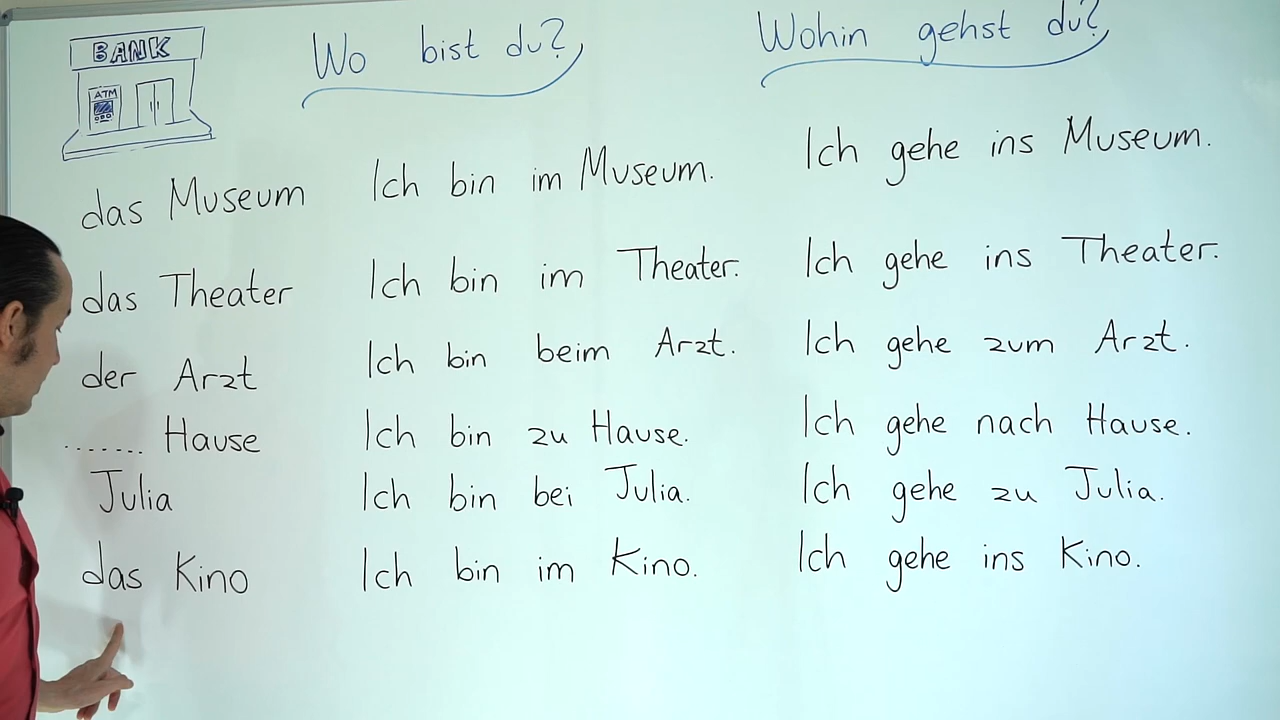 BANK
ATM
Wo bist du?
Wohin gehst du?
das Museum Ich bin im Museum. Ich gehe ins Museum.
das Theater Ich bin im Theater. Ich gehe ins Theater.
der Arzt Ich bin beim Arzt. Ich gehe zum Arzt.
....... Hause Ich bin zu Hause. Ich gehe nach Hause.
Julia Ich bin bei Julia. Ich gehe zu Julia.
das Kino Ich bin im Kino. Ich gehe ins Kino.